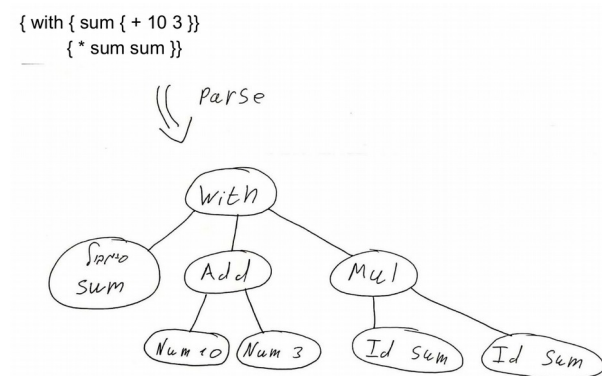 { with { sum { + 10 3 }}
{ * sum sum }}
Parse
With
sum
Add
Mul
Num 10
Num 3
Id sum
Id sum